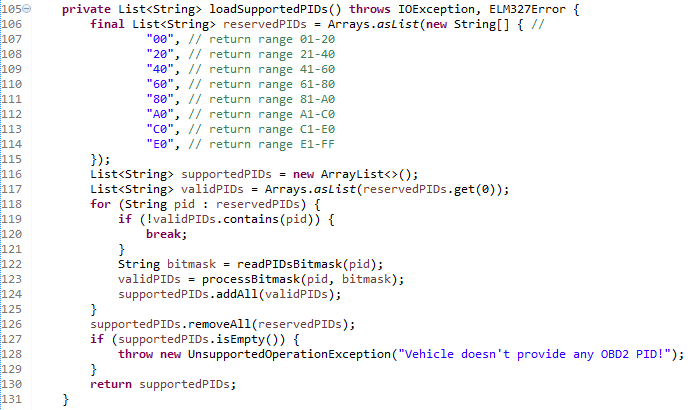 105 private List<String> loadSupportedPIDs() throws IOException, ELM327Error {
106 final List<String> reservedPIDs = Arrays.asList(new String[] { //
107 "00", // return range 01-20
108 "20", // return range 21-40
109 "40", // return range 41-60
110 "60", // return range 61-80
111 "80", // return range 81-A0
112 "A0", // return range A1-C0
113 "C0", // return range C1-E0
114 "E0", // return range E1-FF
115 });
116 List<String> supportedPIDs = new ArrayList<>();
117 List<String> validPIDs = Arrays.asList(reservedPIDs.get(0));
118 for (String pid : reservedPIDs) {
119 if (!validPIDs.contains(pid)) {
120 break;
121 }
122 String bitmask = readPIDsBitmask(pid);
123 validPIDs = processBitmask(pid, bitmask);
124 supportedPIDs.addAll(validPIDs);
125 }
126 supportedPIDs.removeAll(reservedPIDs);
127 if (supportedPIDs.isEmpty()) {
128 throw new UnsupportedOperationException("Vehicle doesn't provide any OBD2 PID!");
129 }
130 return supportedPIDs;
131 }